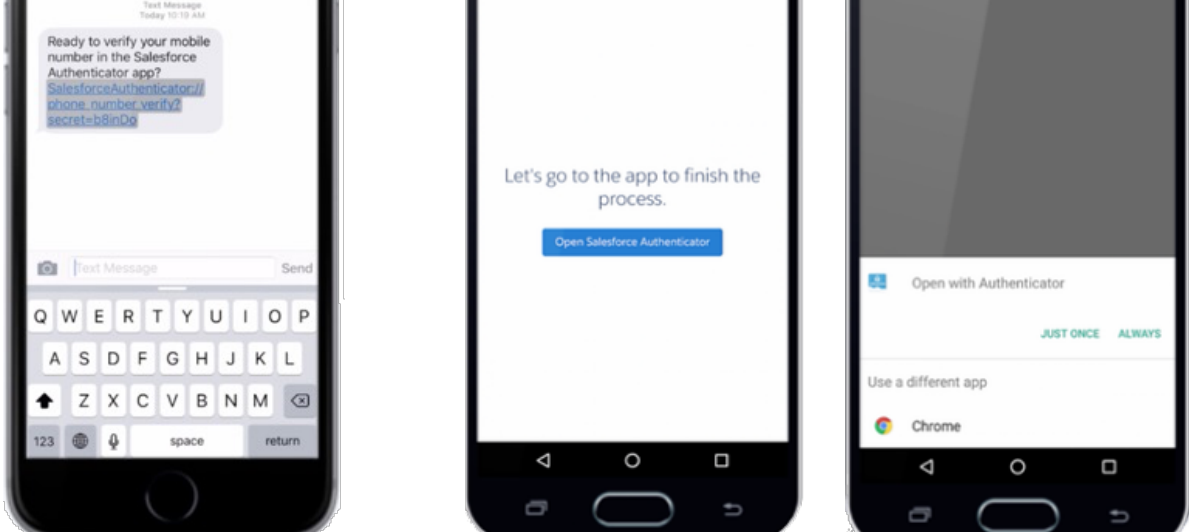 Text Message
Today 10:19 AM
Ready to verify your mobile
number in the Salesforce
Authenticator app?
SalesforceAuthenticator://
phone_number_verify?
secret=b8inDo
Text Message
Send
Q W E R T Y U I O P
A S D F G H J K L
Z X C V B N M
123
space
return
Let's go to the app to finish the
process.
Open Salesforce Authenticator
Open with Authenticator
JUST ONCE ALWAYS
Use a different app
Chrome